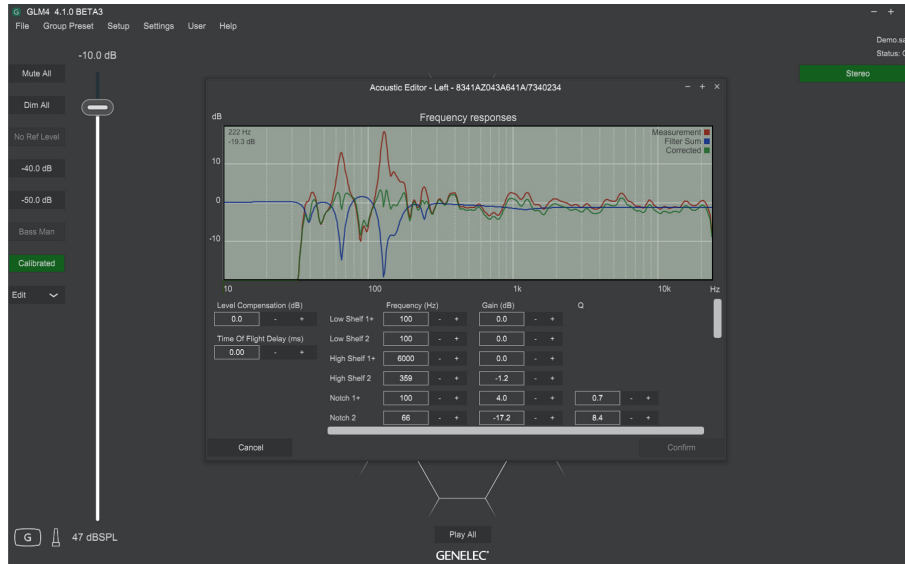 G GLM4 4.1.0 BETA3
File Group Preset Setup Settings User Help
Demo.sa
Status:
-10.0 dB
Mute All
Stereo
Dim All
No Ref Level
-40.0 dB
-50.0 dB
Bass Man
Calibrated
Edit
Acoustic Editor - Left - 8341AZ043A641A/7340234
dB Frequency responses
222 Hz
-19.3 dB
Measurement
Filter Sum
Corrected
10
0
-10
10 100 1k 10k Hz
Level Compensation (dB) Frequency (Hz) Gain (dB) Q
0.0 - + Low Shelf 1+ 100 - + 0.0 - +
Time Of Flight Delay (ms) Low Shelf 2 100 - + 0.0 - +
0.00 - + High Shelf 1+ 6000 - + 0.0 - +
High Shelf 2 359 - + -1.2 - +
Notch 1+ 100 - + 4.0 - + 0.7 - +
Notch 2 66 - + -17.2 - + 8.4 - +
Cancel Confirm
G 47 dBSPL
Play All
GENELEC